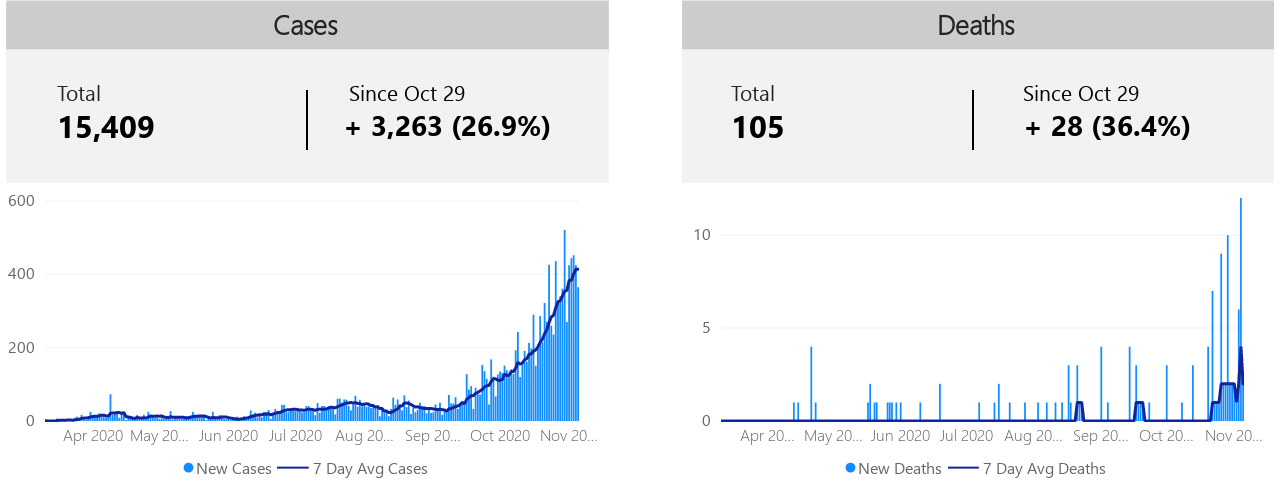 Cases
Total
15,409
Since Oct 29
+ 3,263 (26.9%)
600
400
200
0
Apr 2020 May 20... Jun 2020 Jul 2020 Aug 20... Sep 20... Oct 2020 Nov 20...
New Cases 7 Day Avg Cases
Deaths
Total
105
Since Oct 29
+ 28 (36.4%)
10
5
0
Apr 20... May 20... Jun 2020 Jul 2020 Aug 20... Sep 20... Oct 20... Nov 20...
New Deaths 7 Day Avg Deaths